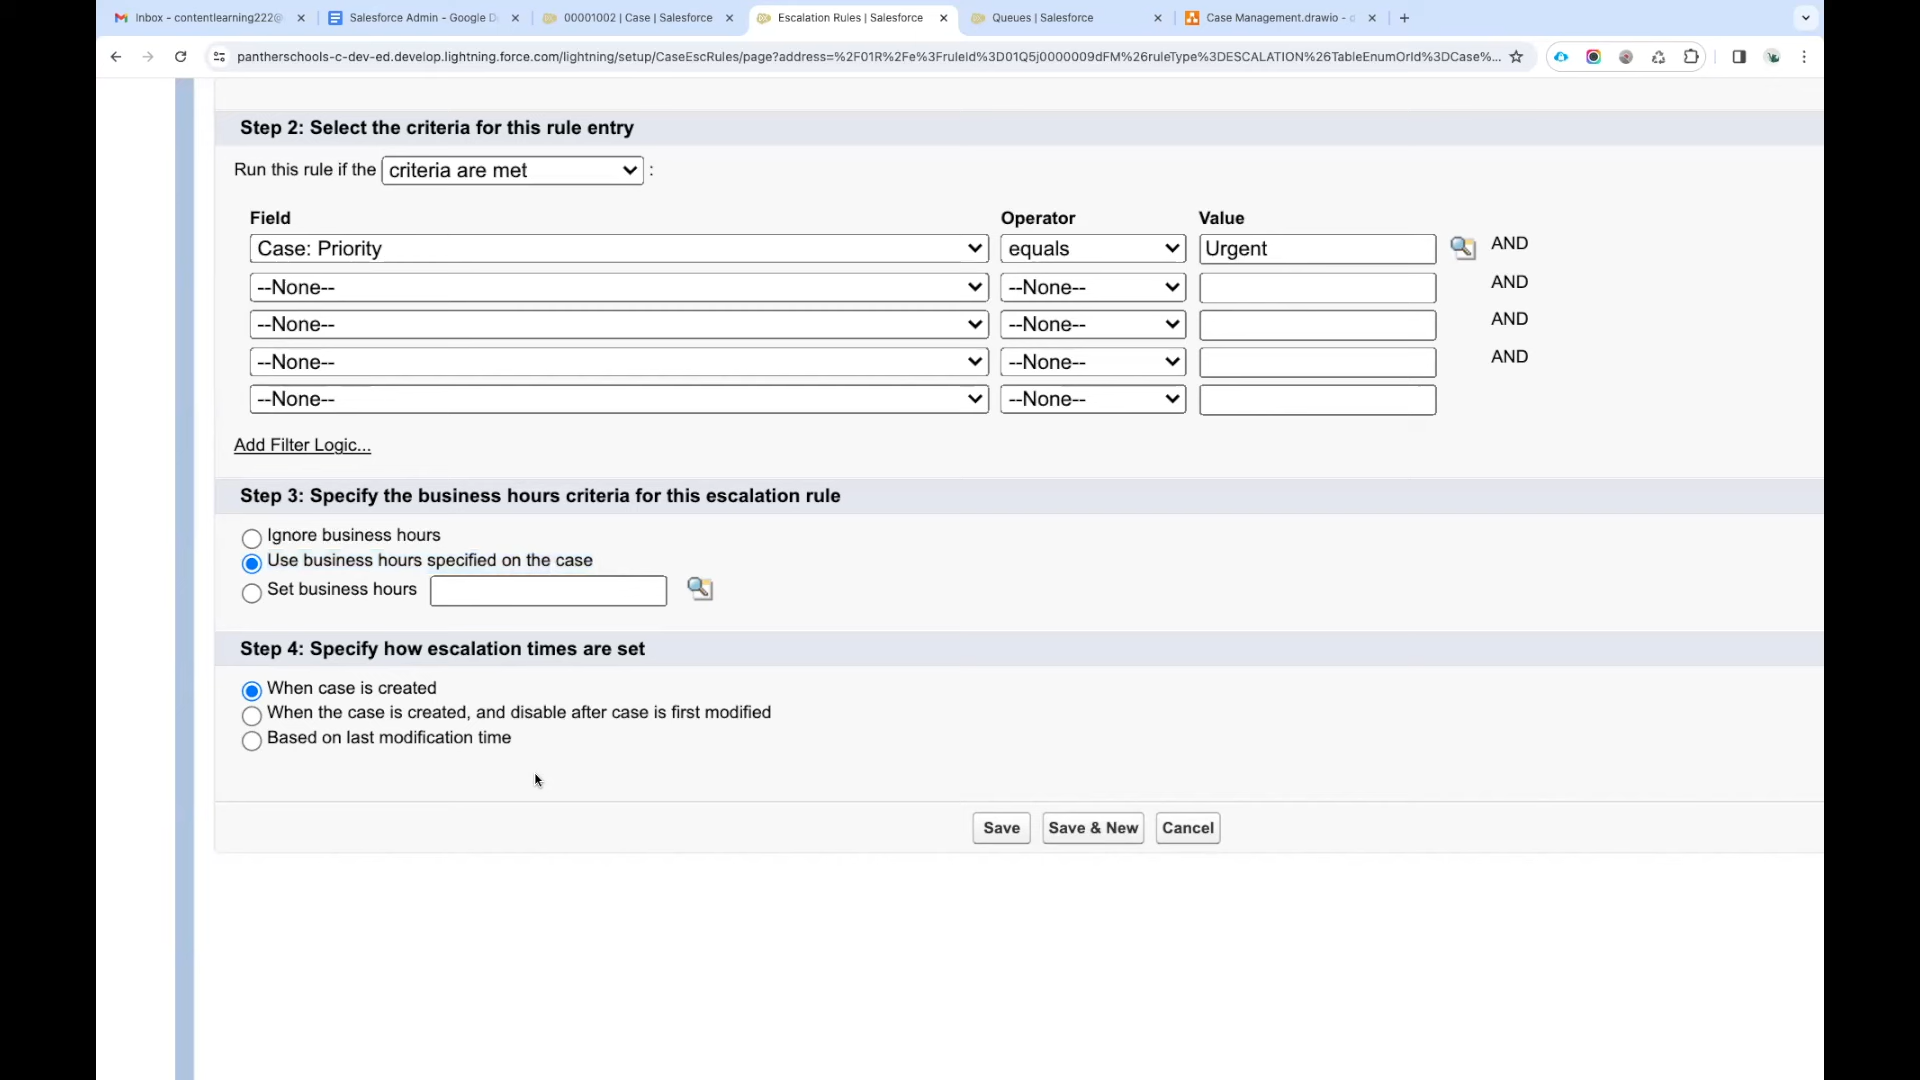 Inbox - contentlearning222@
Salesforce Admin - Google D
00001002 | Case | Salesforce
Escalation Rules | Salesforce
Queues | Salesforce
Case Management.drawio - d
pantherschools-c-dev-ed.develop.lightning.force.com/lightning/setup/CaseEscRules/page?address=%2F01R%2Fe%3FruleId%3D01Q5j0000009dFM%26ruleType%3DESCALATION%26TableEnumOrId%3DCase%...
Step 2: Select the criteria for this rule entry
Run this rule if the criteria are met :
Field Operator Value
Case: Priority equals Urgent AND
--None-- --None-- AND
--None-- --None-- AND
--None-- --None-- AND
--None-- --None--
Add Filter Logic...
Step 3: Specify the business hours criteria for this escalation rule
Ignore business hours
Use business hours specified on the case
Set business hours
Step 4: Specify how escalation times are set
When case is created
When the case is created, and disable after case is first modified
Based on last modification time
Save Save & New Cancel